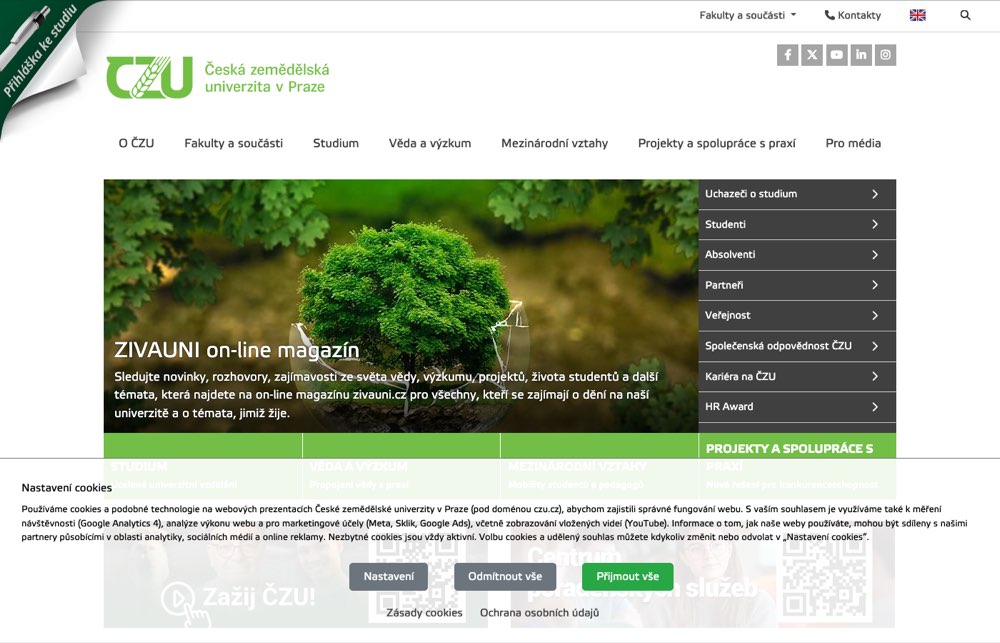 Přihláška ke studiu
Fakulty a součásti
Kontakty
ČZU
Česká zemědělská
univerzita v Praze
O ČZU
Fakulty a součásti
Studium
Věda a výzkum
Mezinárodní vztahy
Projekty a spolupráce s praxí
Pro média
ZIVAUNI on-line magazín
Sledujte novinky, rozhovory, zajímavosti ze světa vědy, výzkumu, projektů, života studentů a další
témata, která najdete na on-line magazínu zivauni.cz pro všechny, kteří se zajímají o dění na naší
univerzitě a o témata, jimiž žije.
Uchazeči o studium
Studenti
Absolventi
Partneři
Veřejnost
Společenská odpovědnost ČZU
Kariéra na ČZU
HR Award
STUDIUM
VĚDA A VÝZKUM
Propojení vědy s praxí
MEZINÁRODNÍ VZTAHY
Mobility studentů a pedagogů
PROJEKTY A SPOLUPRÁCE S
PRAXÍ
Nová řešení pro konkurenceschopnost
Nastavení cookies
Používáme cookies a podobné technologie na webových prezentacích České zemědělské univerzity v Praze (pod doménou czu.cz), abychom zajistili správné fungování webu. S vaším souhlasem je využíváme také k měření
návštěvnosti (Google Analytics 4), analýze výkonu webu a pro marketingové účely (Meta, Sklik, Google Ads), včetně zobrazování vložených videí (YouTube). Informace o tom, jak naše weby používáte, mohou být sdíleny s našimi
partnery působícími v oblasti analytiky, sociálních médií a online reklamy. Nezbytné cookies jsou vždy aktivní. Volbu cookies a udělený souhlas můžete kdykoliv změnit nebo odvolat v „Nastavení cookies".
Zažij ČZU!
Centrum
poradenských služeb
Nastavení
Odmítnout vše
Přijmout vše
Zásady cookies
Ochrana osobních údajů